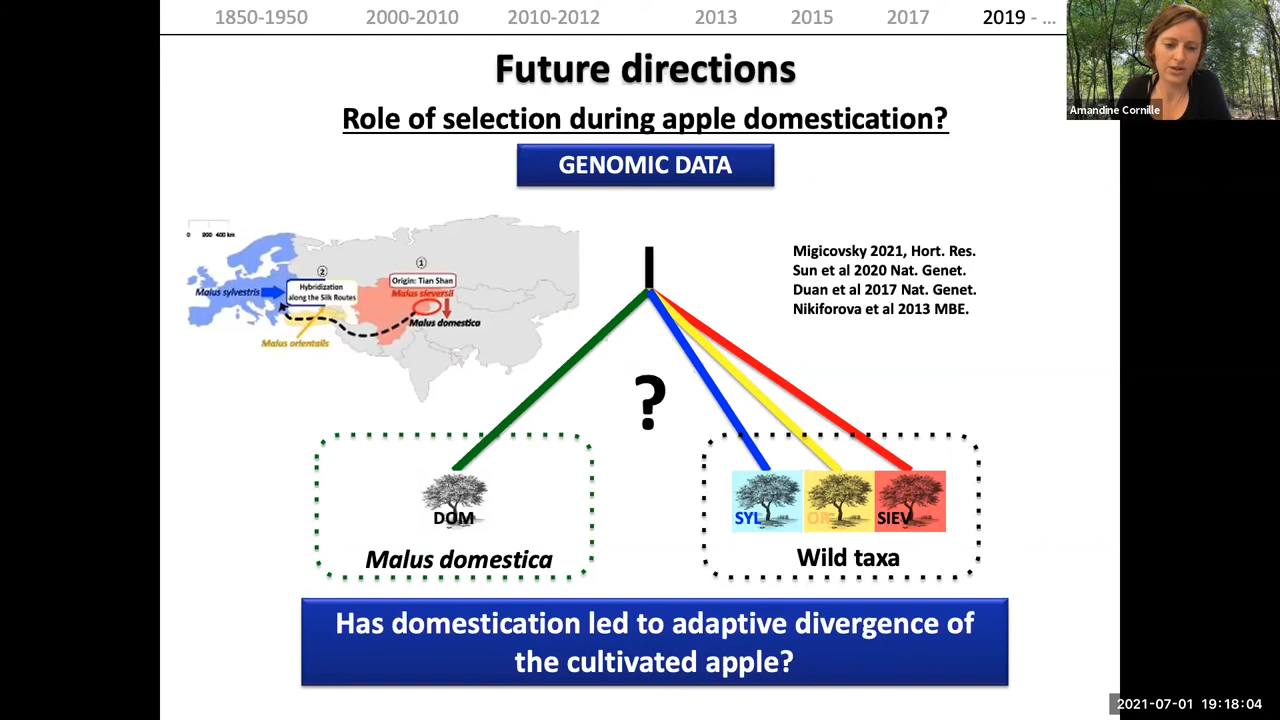 1850-1950 2000-2010 2010-2012 2013 2015 2017 2019 - ...
Amandine Cornille
Future directions
Role of selection during apple domestication?
GENOMIC DATA
0 200 400 km
② ①
Hybridization
along the Silk Routes
Origin: Tian Shan
Malus sylvestris
Malus sieversii
Malus domestica
Malus orientalis
Migicovsky 2021, Hort. Res.
Sun et al 2020 Nat. Genet.
Duan et al 2017 Nat. Genet.
Nikiforova et al 2013 MBE.
?
DOM
SYL OR SIEV
Malus domestica
Wild taxa
Has domestication led to adaptive divergence of
the cultivated apple?
2021-07-01 19:18:04